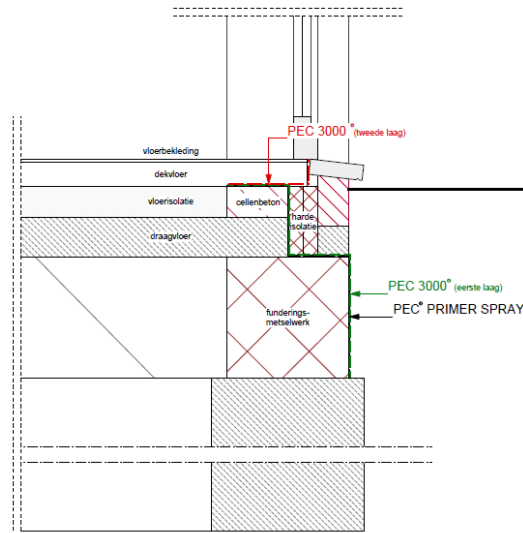 PEC 3000° (tweede laag)
vloerbekleding
dekvloer
vloerisolatie
cellenbeton
harde
isolatie
draagvloer
PEC 3000° (eerste laag)
PEC° PRIMER SPRAY
funderings-
metselwerk